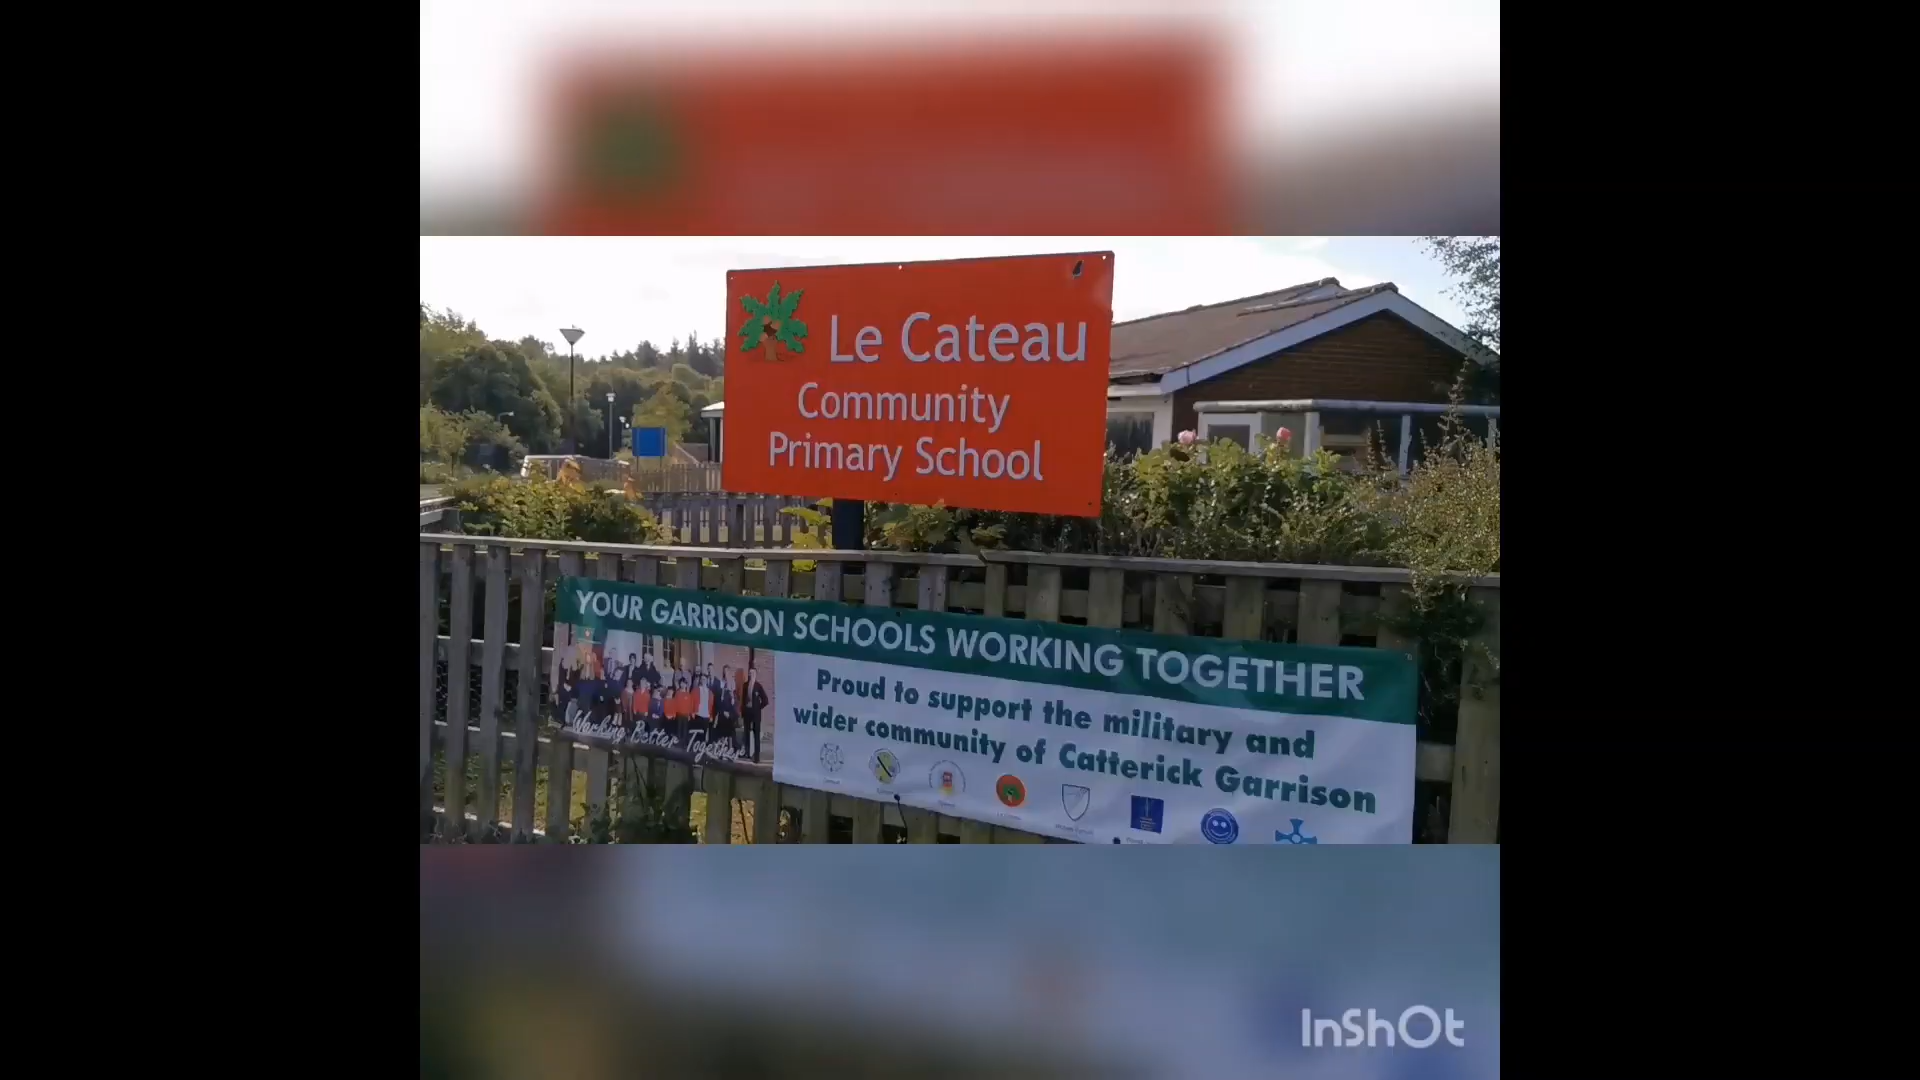 Le Cateau
Community
Primary School
YOUR GARRISON SCHOOLS WORKING TOGETHER
Proud to support the military and
wider community of Catterick Garrison
Working Better Together
InShOt